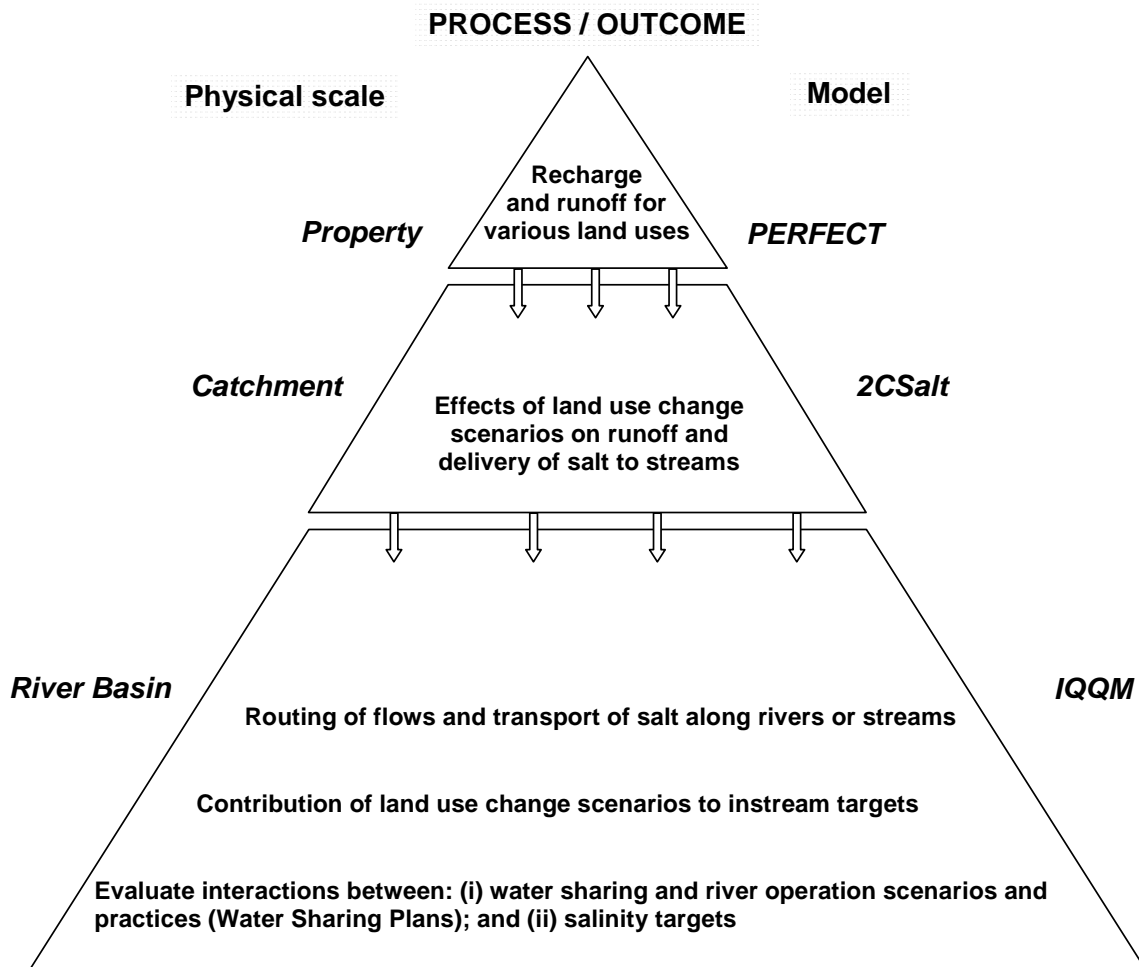 PROCESS / OUTCOME
Physical scale
Model
Recharge
and runoff for
various land uses
Property
PERFECT
Catchment
2CSalt
Effects of land use change
scenarios on runoff and
delivery of salt to streams
River Basin
IQQM
Routing of flows and transport of salt along rivers or streams
Contribution of land use change scenarios to instream targets
Evaluate interactions between: (i) water sharing and river operation scenarios and
practices (Water Sharing Plans); and (ii) salinity targets